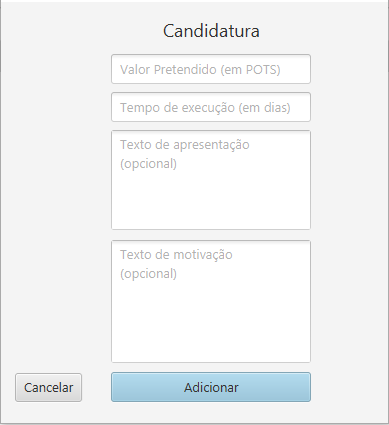 Candidatura
Valor Pretendido (em POTS)
Tempo de execução (em dias)
Texto de apresentação
(opcional)
Texto de motivação
(opcional)
Cancelar
Adicionar